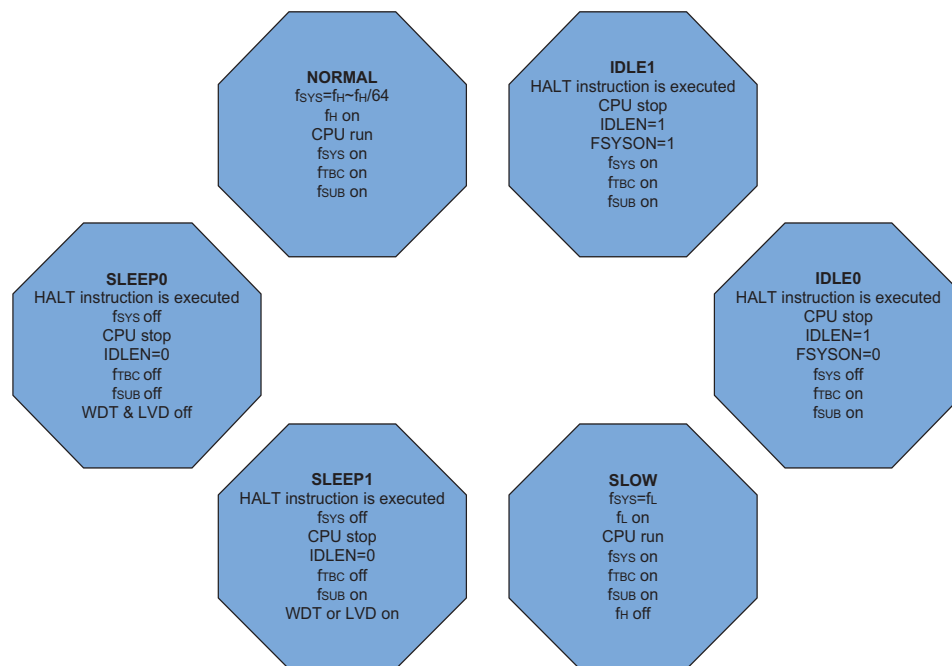 NORMAL
fSYS=fH~fH/64
fH on
CPU run
fSYS on
fTBC on
fSUB on
IDLE1
HALT instruction is executed
CPU stop
IDLEN=1
FSYSON=1
fSYS on
fTBC on
fSUB on
SLEEP0
HALT instruction is executed
fSYS off
CPU stop
IDLEN=0
fTBC off
fSUB off
WDT & LVD off
IDLE0
HALT instruction is executed
CPU stop
IDLEN=1
FSYSON=0
fSYS off
fTBC on
fSUB on
SLEEP1
HALT instruction is executed
fSYS off
CPU stop
IDLEN=0
fTBC off
fSUB on
WDT or LVD on
SLOW
fSYS=fL
fL on
CPU run
fSYS on
fTBC on
fSUB on
fH off